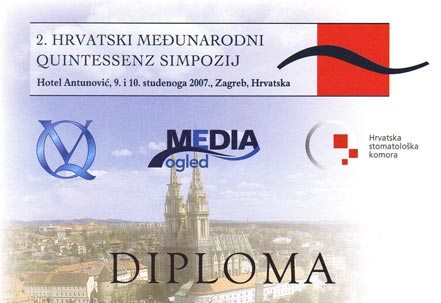 2. HRVATSKI MEĐUNARODNI
QUINTESSENZ SIMPOZIJ
Hotel Antunović, 9. i 10. studenoga 2007., Zagreb, Hrvatska
VQ
MEDIA
ogled
Hrvatska
stomatološka
komora
DIPLOMA